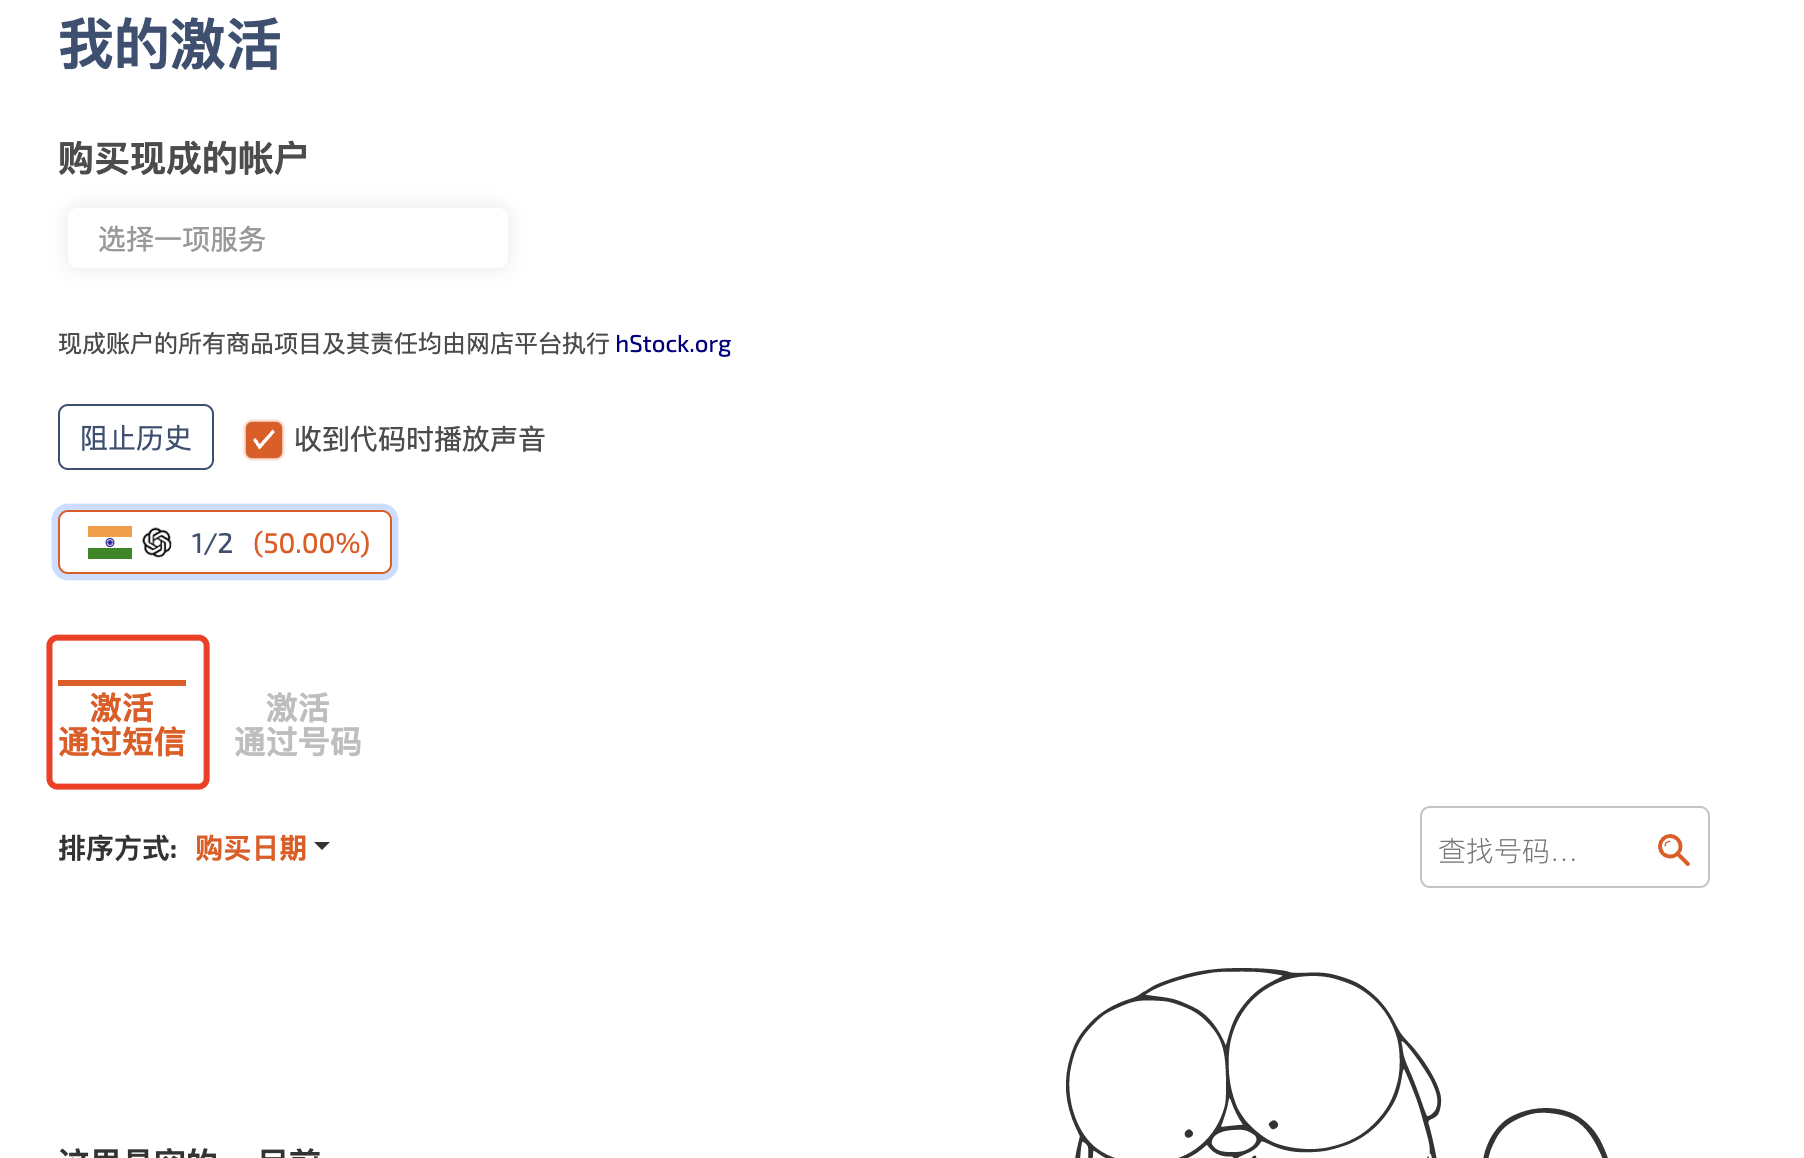 我的激活
购买现成的帐户
选择一项服务
现成账户的所有商品项目及其责任均由网店平台执行 hStock.org
阻止历史 收到代码时播放声音
1/2 (50.00%)
激活
通过短信
激活
通过号码
排序方式: 购买日期
查找号码...